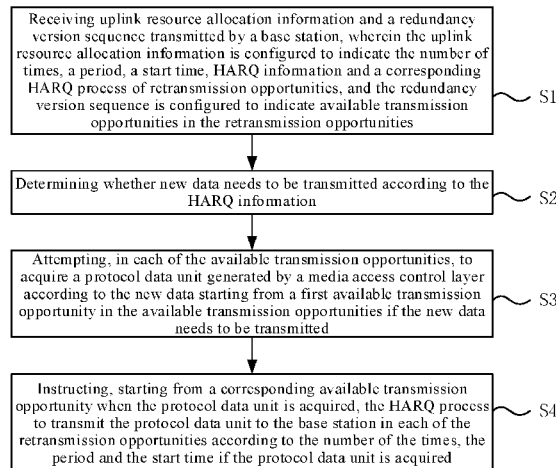 Receiving uplink resource allocation information and a redundancy
version sequence transmitted by a base station, wherein the uplink
resource allocation information is configured to indicate the number of
times, a period, a start time, HARQ information and a corresponding
HARQ process of retransmission opportunities, and the redundancy
version sequence is configured to indicate available transmission
opportunities in the retransmission opportunities
S1
Determining whether new data needs to be transmitted according to the
HARQ information
S2
Attempting, in each of the available transmission opportunities, to
acquire a protocol data unit generated by a media access control layer
according to the new data starting from a first available transmission
opportunity in the available transmission opportunities if the new data
needs to be transmitted
S3
Instructing, starting from a corresponding available transmission
opportunity when the protocol data unit is acquired, the HARQ process
to transmit the protocol data unit to the base station in each of the
retransmission opportunities according to the number of the times, the
period and the start time if the protocol data unit is acquired
S4